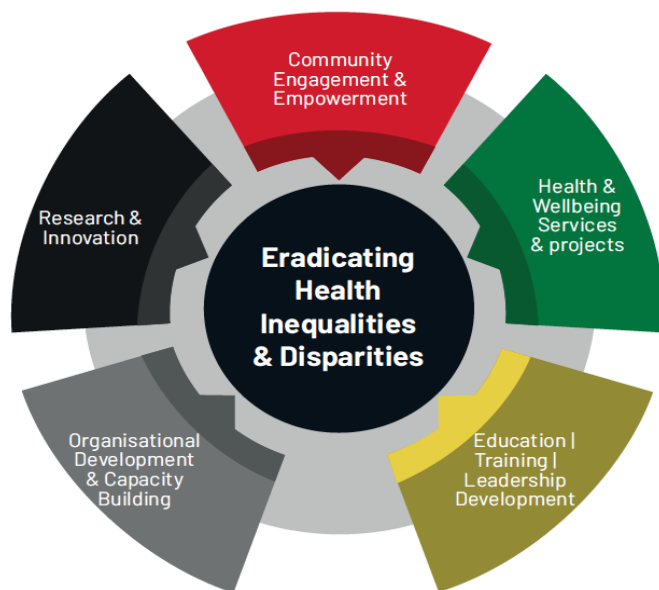 Community
Engagement &
Empowerment
Health &
Wellbeing
Services
& projects
Education |
Training |
Leadership
Development
Organisational
Development
& Capacity
Building
Research &
Innovation
Eradicating
Health
Inequalities
& Disparities